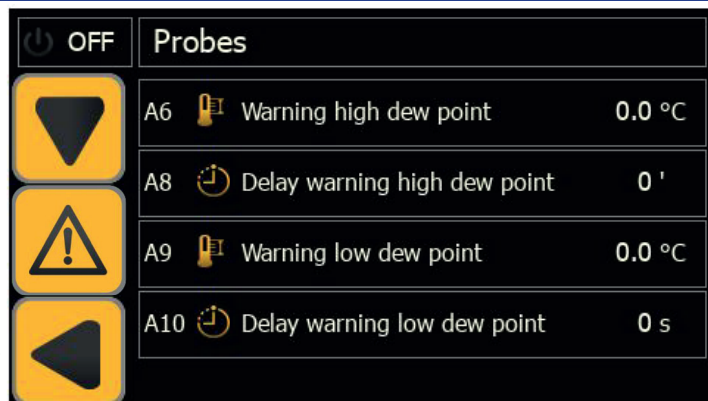 OFF Probes
A6 Warning high dew point 0.0 °C
A8 Delay warning high dew point 0 '
A9 Warning low dew point 0.0 °C
A10 Delay warning low dew point 0 s